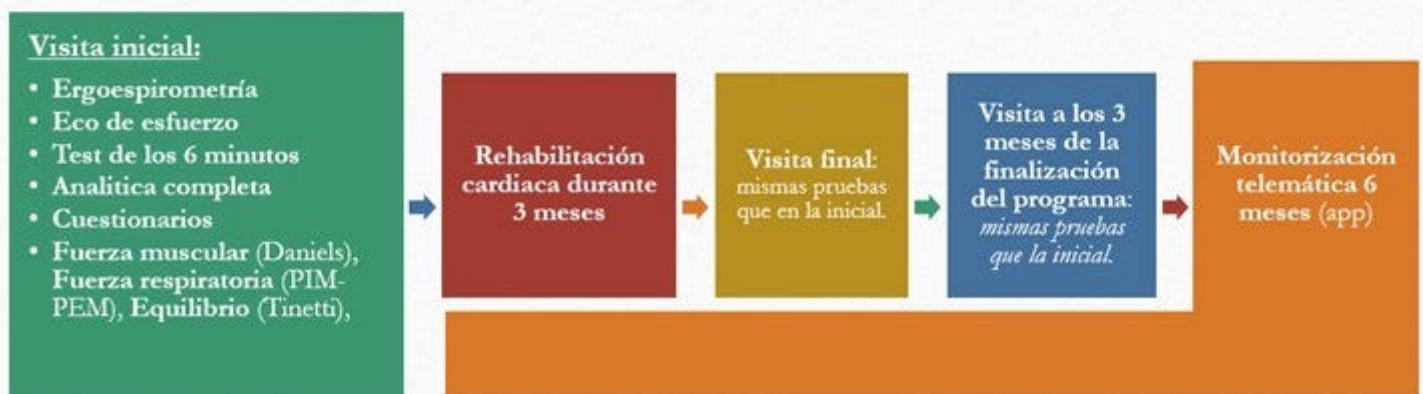 Visita inicial:
• Ergoespirometría
• Eco de esfuerzo
• Test de los 6 minutos
• Analitica completa
• Cuestionarios
• Fuerza muscular (Daniels),
Fuerza respiratoria (PIM-
PEM), Equilibrio (Tinetti),
Rehabilitación
cardiaca durante
3 meses
Visita final:
mismas pruebas
que en la inicial.
Visita a los 3
meses de la
finalización
del programa:
mismas pruebas
que la inicial.
Monitorización
telemática 6
meses (app)